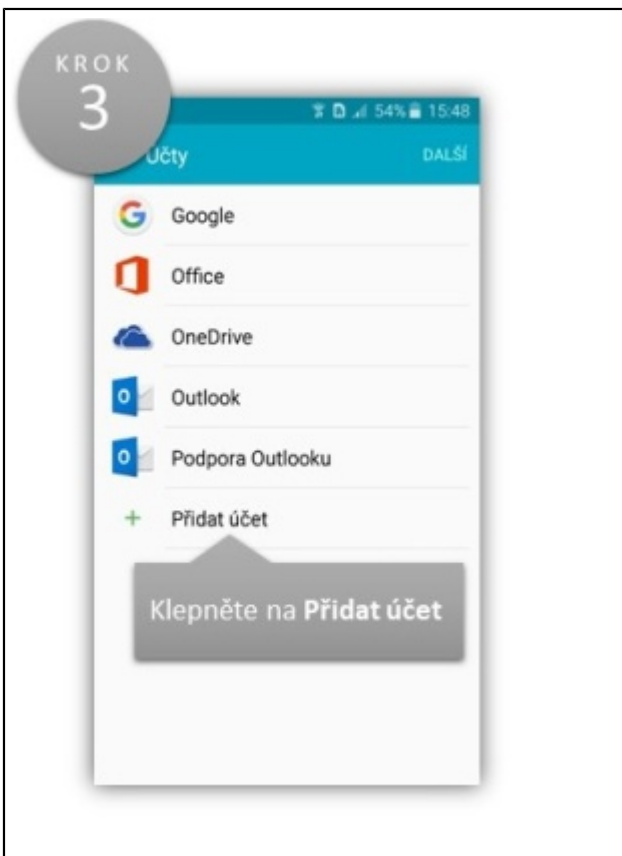 KROK
3
54% 15:48
Účty DALŠÍ
Google
Office
OneDrive
Outlook
Podpora Outlooku
+ Přidat účet
Klepněte na Přidat účet